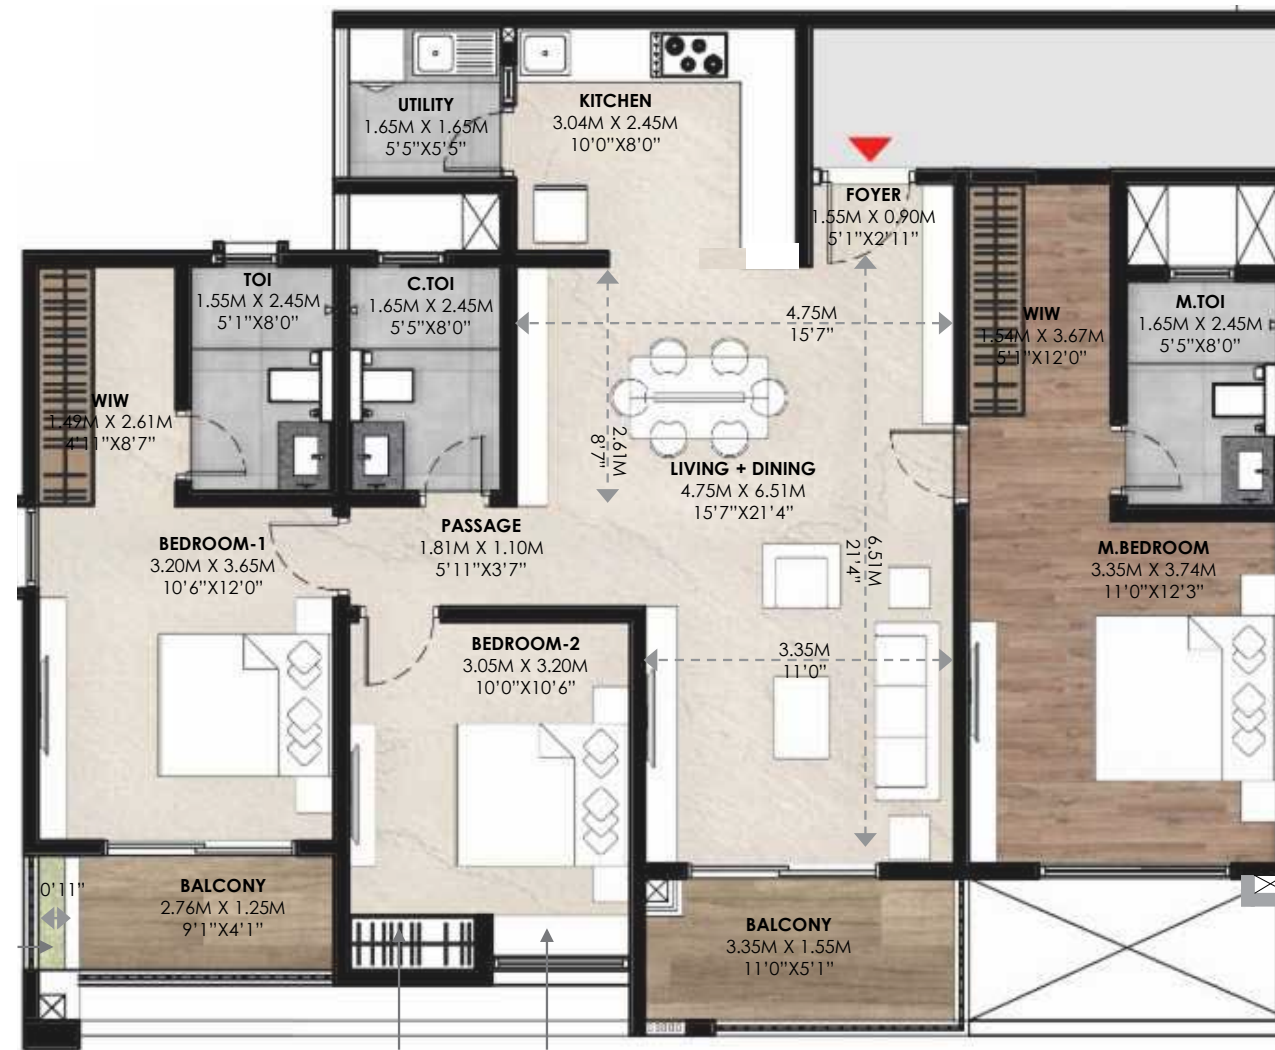 UTILITY
1.65M X 1.65M
5'5"X5'5"
KITCHEN
3.04M X 2.45M
10'0"X8'0"
FOYER
1.55M X 0.90M
5'1"X2'11"
TOI
1.55M X 2.45M
5'1"X8'0"
C.TOI
1.65M X 2.45M
5'5"X8'0"
4.75M
15'7"
WIW
1.54M X 3.67M
5'1"X12'0"
M.TOI
1.65M X 2.45M
5'5"X8'0"
WIW
1.49M X 2.61M
4'11"X8'7"
2.61M
8'7"
LIVING + DINING
4.75M X 6.51M
15'7"X21'4"
PASSAGE
1.81M X 1.10M
5'11"X3'7"
BEDROOM-1
3.20M X 3.65M
10'6"X12'0"
6.51M
21'4"
M.BEDROOM
3.35M X 3.74M
11'0"X12'3"
BEDROOM-2
3.05M X 3.20M
10'0"X10'6"
3.35M
11'0"
0'11"
BALCONY
2.76M X 1.25M
9'1"X4'1"
BALCONY
3.35M X 1.55M
11'0"X5'1"